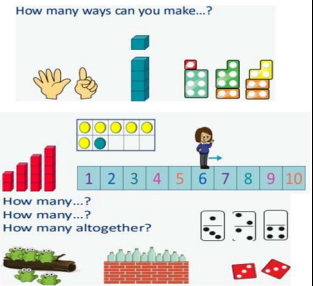 How many ways can you make...?
1 2 3 4 5 6 7 8 9 10
How many...?
How many...?
How many altogether?